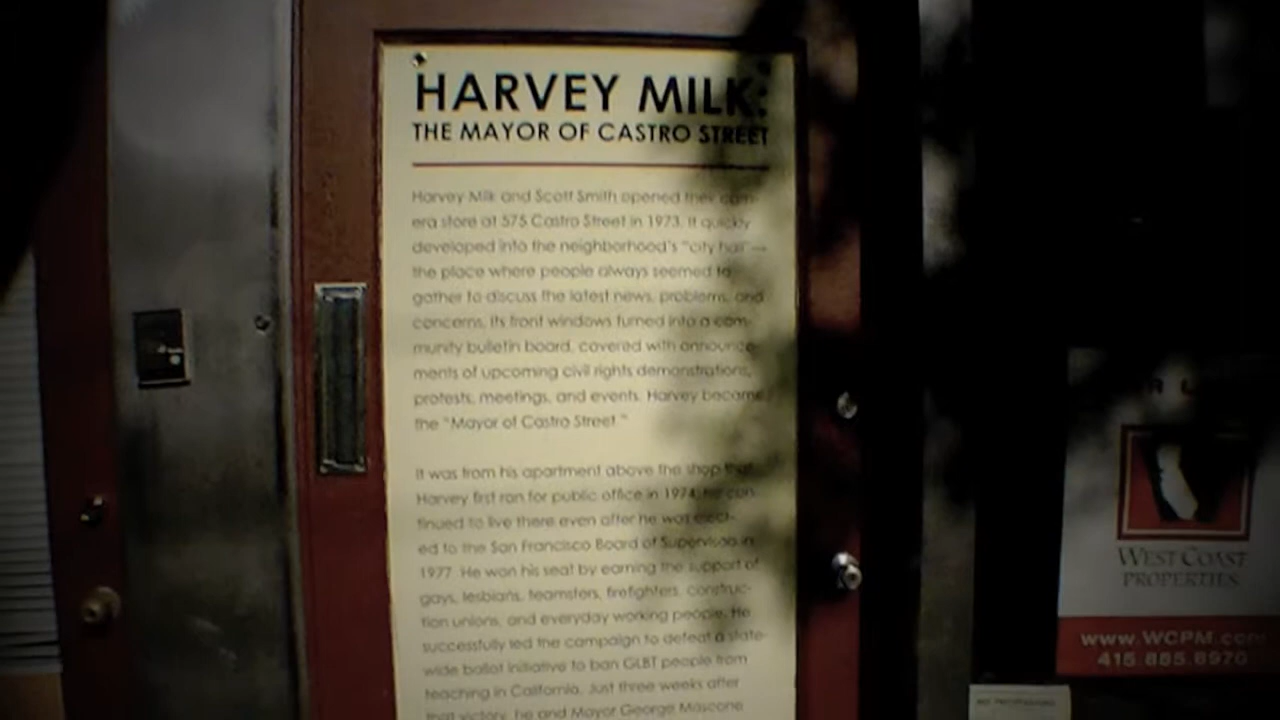 HARVEY MILK:
THE MAYOR OF CASTRO STREET
Harvey Milk and Scott Smith opened their cam-
era store at 575 Castro Street in 1973. It quickly
developed into the neighborhood's "city hall"—
the place where people always seemed to
gather to discuss the latest news, problems, and
concerns. Its front windows turned into a com-
munity bulletin board, covered with announce-
ments of upcoming civil rights demonstrations,
protests, meetings, and events. Harvey became
the "Mayor of Castro Street."
It was from his apartment above the shop that
Harvey first ran for public office in 1974. He con-
tinued to live there even after he was elect-
ed to the San Francisco Board of Supervisors in
1977. He won his seat by earning the support of
gays, lesbians, teamsters, firefighters, construc-
tion unions, and everyday working people. He
successfully led the campaign to defeat a state-
wide ballot initiative to ban GLBT people from
teaching in California. Just three weeks after
that victory, he and Mayor George Moscone
WEST COAST
PROPERTIES
www.WCPM.com
415.885.6970